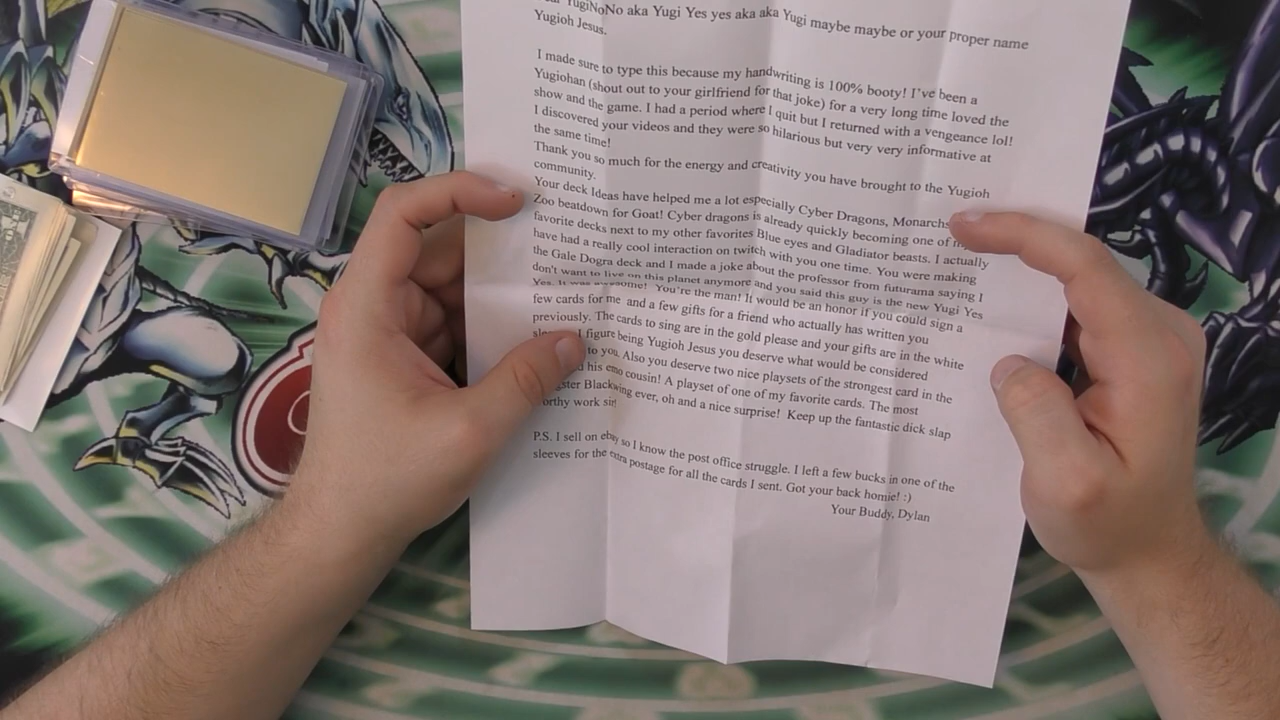 YugiNoNo aka Yugi Yes yes aka aka Yugi maybe maybe or your proper name
Yugioh Jesus.
I made sure to type this because my handwriting is 100% booty! I've been a
Yugiohan (shout out to your girlfriend for that joke) for a very long time loved the
show and the game. I had a period where I quit but I returned with a vengeance lol!
I discovered your videos and they were so hilarious but very very informative at
the same time!
Thank you so much for the energy and creativity you have brought to the Yugioh
community.
Your deck Ideas have helped me a lot especially Cyber Dragons, Monarchs
Zoo beatdown for Goat! Cyber dragons is already quickly becoming one of my
favorite decks next to my other favorites Blue eyes and Gladiator beasts. I actually
have had a really cool interaction on twitch with you one time. You were making
the Gale Dogra deck and I made a joke about the professor from futurama saying I
don't want to live on this planet anymore and you said this guy is the new Yugi Yes
Yes. It was awesome! You're the man! It would be an honor if you could sign a
few cards for me and a few gifts for a friend who actually has written you
previously. The cards to sing are in the gold please and your gifts are in the white
I figure being Yugioh Jesus you deserve what would be considered
to you. Also you deserve two nice playsets of the strongest card in the
his emo cousin! A playset of one of my favorite cards. The most
Blackwing ever, oh and a nice surprise! Keep up the fantastic dick slap
worthy work sir!
P.S. I sell on ebay so I know the post office struggle. I left a few bucks in one of the
sleeves for the extra postage for all the cards I sent. Got your back homie! :)
Your Buddy, Dylan